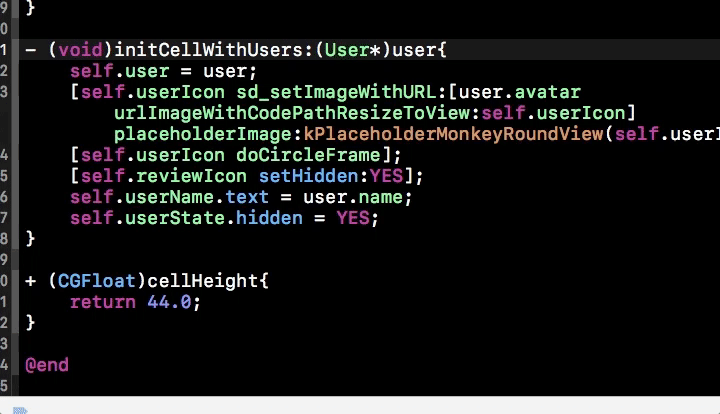 9 }
0
1 - (void)initCellWithUsers:(User*)user{
2 self.user = user;
3 [self.userIcon sd_setImageWithURL:[user.avatar
urlImageWithCodePathResizeToView:self.userIcon]
placeholderImage:kPlaceholderMonkeyRoundView(self.userI
4 [self.userIcon doCircleFrame];
5 [self.reviewIcon setHidden:YES];
6 self.userName.text = user.name;
7 self.userState.hidden = YES;
8 }
9
0 + (CGFloat)cellHeight{
1 return 44.0;
2 }
3
4 @end
5